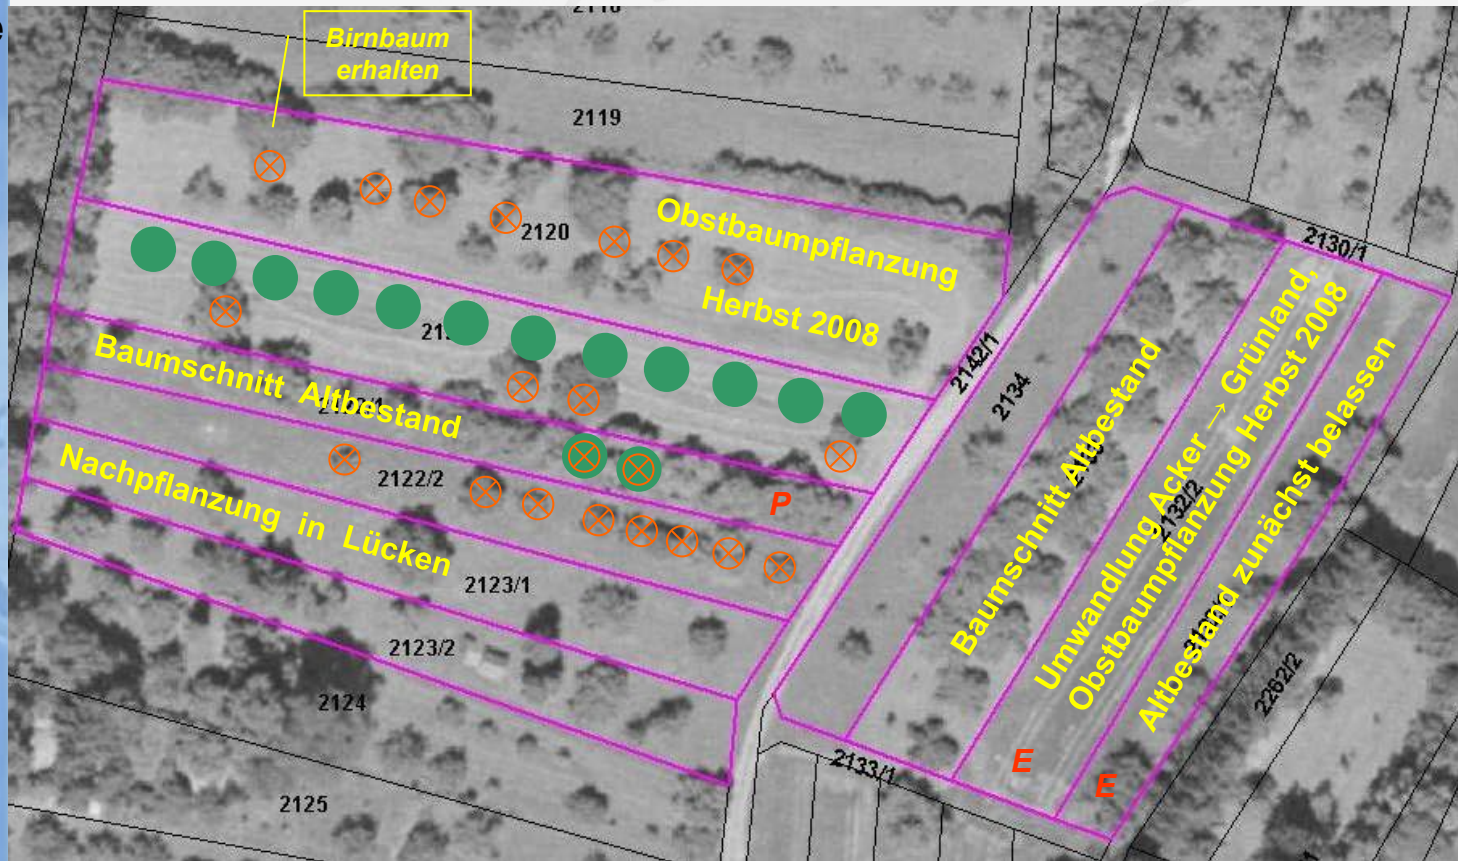 Birnbaum
erhalten
2119
2120
Obstbaumpflanzung
Herbst 2008
2130/1
2142/1
2134
Baumschnitt Altbestand
2122/2
P
Nachpflanzung in Lücken
2123/1
2123/2
2124
2125
Baumschnitt Altbestand
Umwandlung Acker → Grünland,
Obstbaumpflanzung Herbst 2008
2132/2
Altbestand zunächst belassen
2262/2
2133/1
E
E